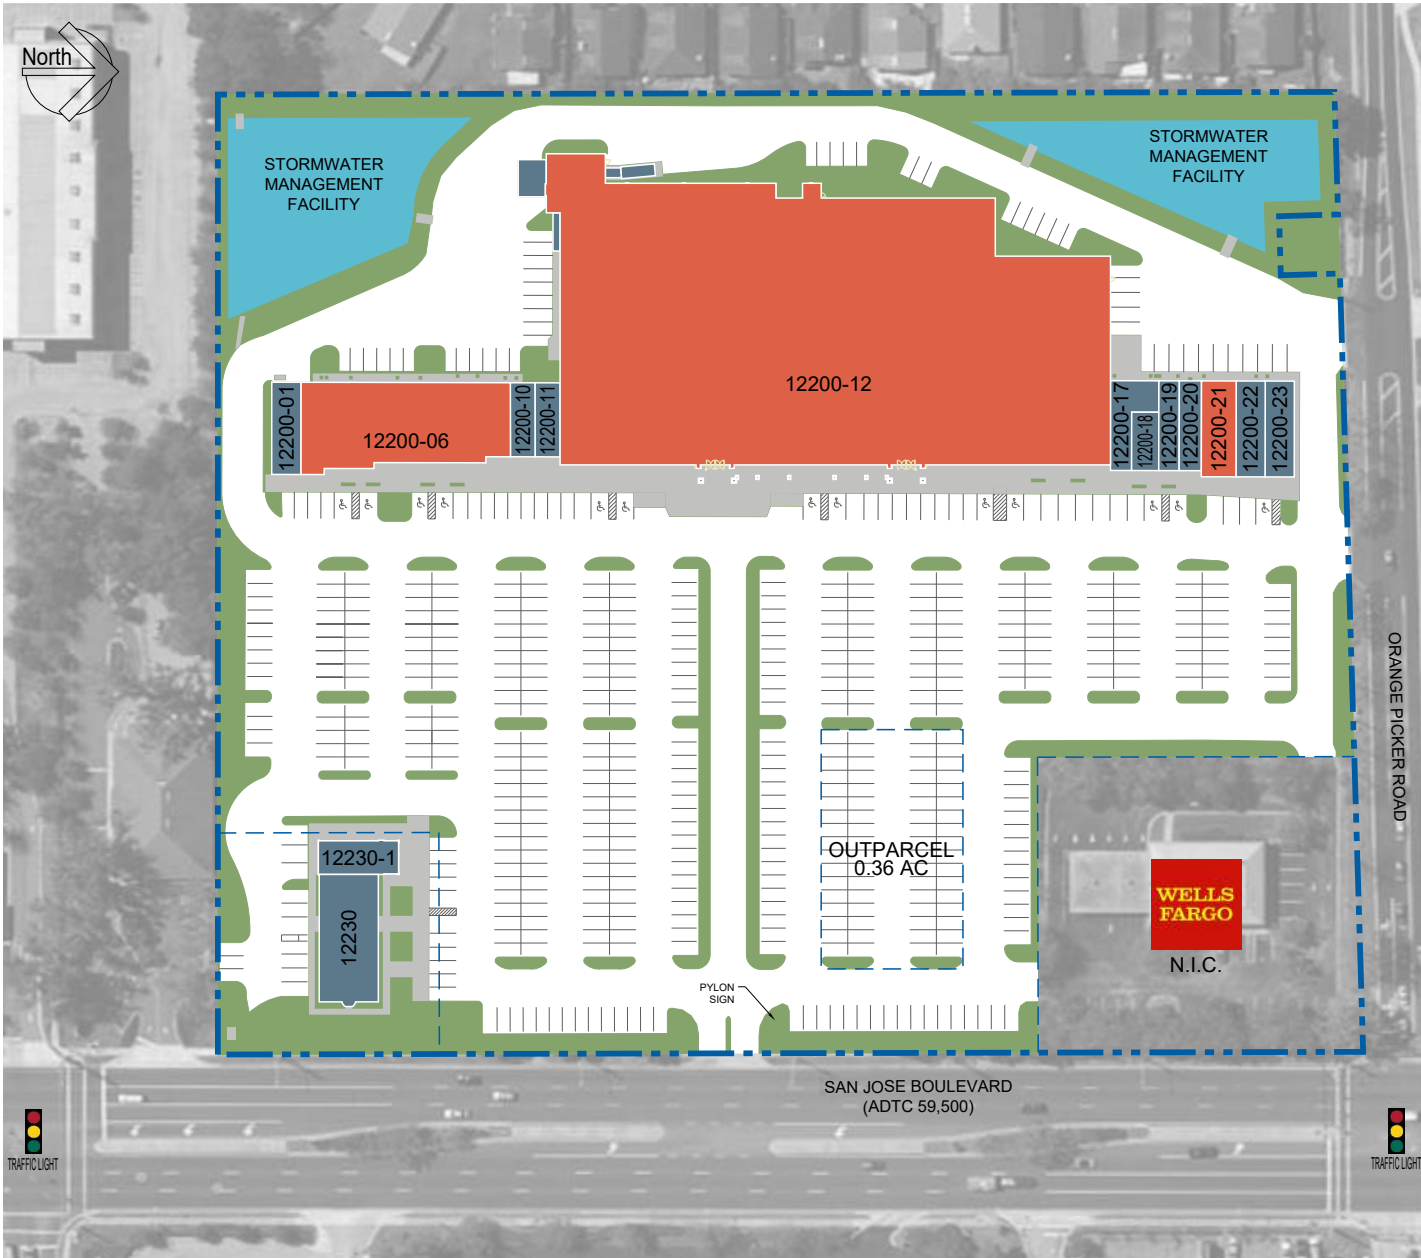 North
STORMWATER
MANAGEMENT
FACILITY
STORMWATER
MANAGEMENT
FACILITY
12200-12
12200-01
12200-06
12200-10
12200-11
12200-17
12200-18
12200-19
12200-20
12200-21
12200-22
12200-23
ORANGE PICKER ROAD
12230-1
12230
OUTPARCEL
0.36 AC
WELLS
FARGO
N.I.C.
PYLON
SIGN
SAN JOSE BOULEVARD
(ADTC 59,500)
TRAFFIC LIGHT
TRAFFIC LIGHT